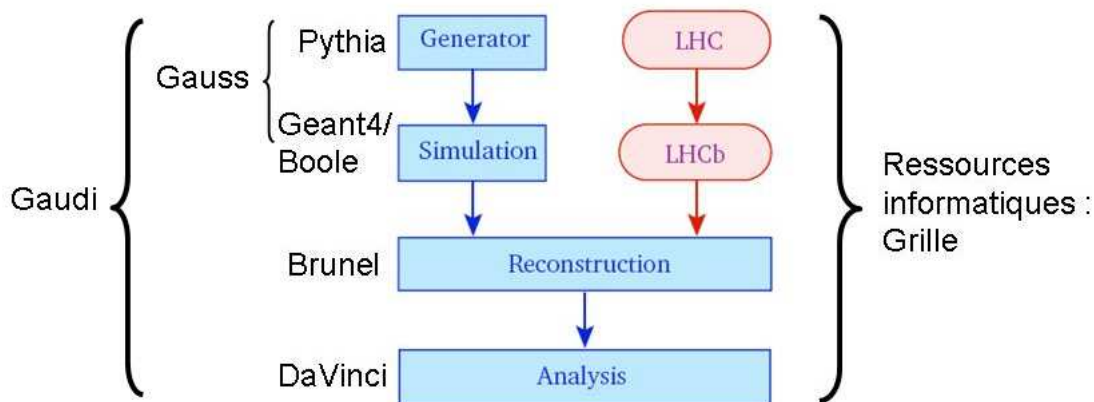 Pythia Generator LHC
Gauss
Geant4/
Boole Simulation LHCb
Gaudi
Ressources
informatiques :
Grille
Brunel Reconstruction
DaVinci Analysis